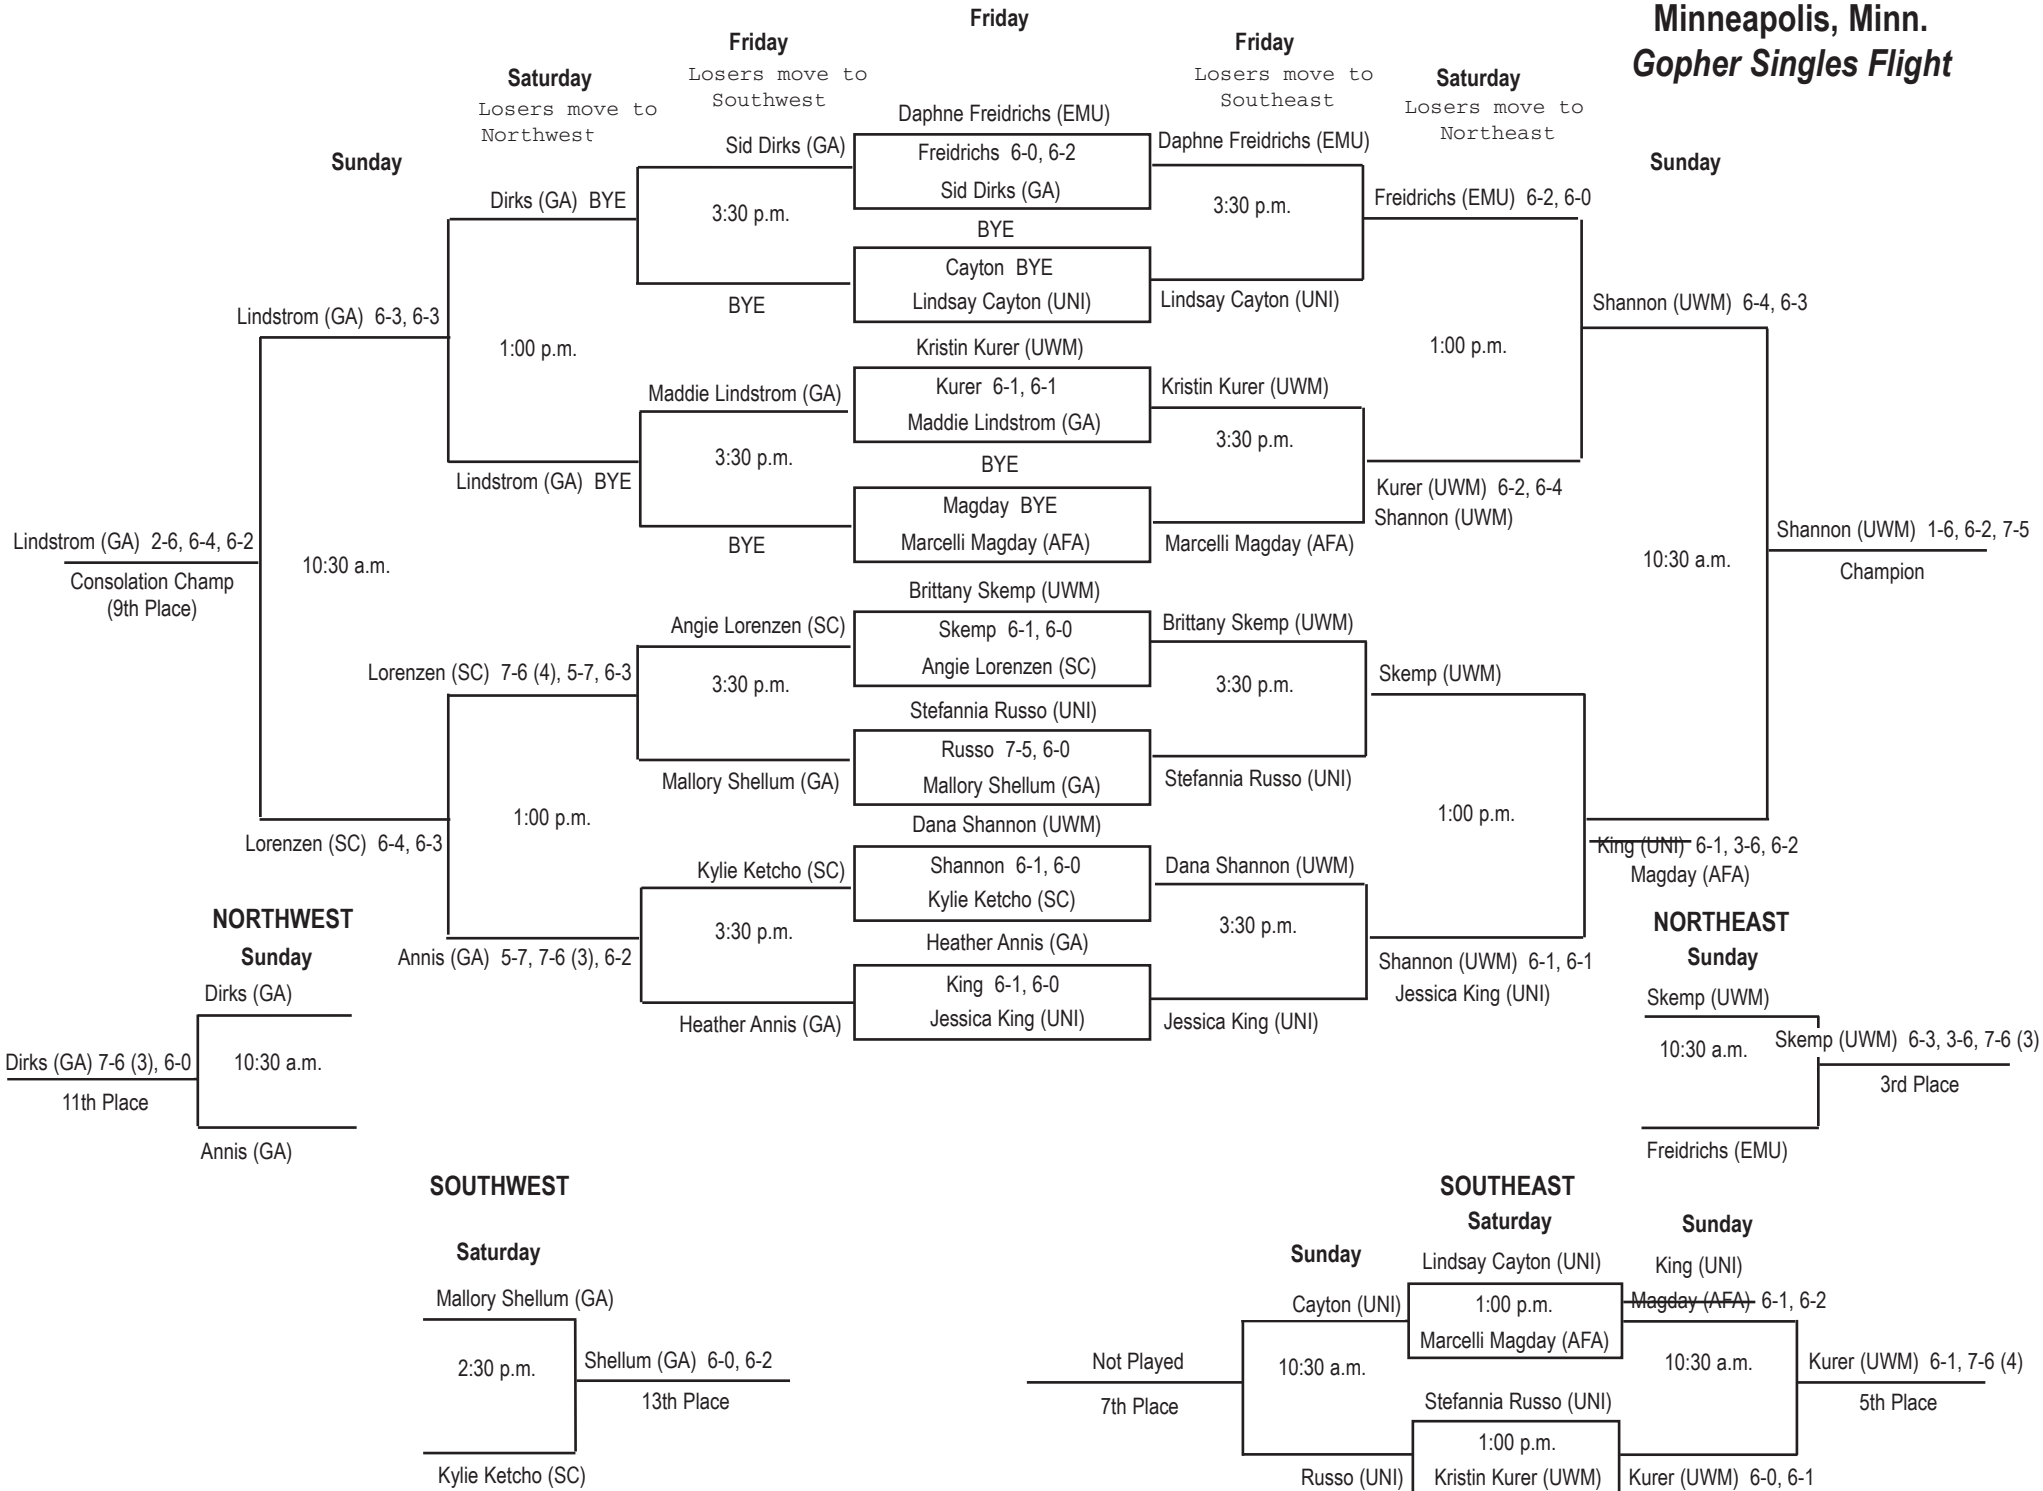 Minneapolis, Minn.
Gopher Singles Flight
Friday
Friday
Losers move to
Southwest
Friday
Losers move to
Southeast
Saturday
Losers move to
Northwest
Saturday
Losers move to
Northeast
Sunday
Sunday
Daphne Freidrichs (EMU)
Freidrichs 6-0, 6-2
Sid Dirks (GA)
BYE
Cayton BYE
Lindsay Cayton (UNI)
Kristin Kurer (UWM)
Kurer 6-1, 6-1
Maddie Lindstrom (GA)
BYE
Magday BYE
Marcelli Magday (AFA)
Brittany Skemp (UWM)
Skemp 6-1, 6-0
Angie Lorenzen (SC)
Stefannia Russo (UNI)
Russo 7-5, 6-0
Mallory Shellum (GA)
Dana Shannon (UWM)
Shannon 6-1, 6-0
Kylie Ketcho (SC)
Heather Annis (GA)
King 6-1, 6-0
Jessica King (UNI)
Sid Dirks (GA)
3:30 p.m.
BYE
Maddie Lindstrom (GA)
3:30 p.m.
BYE
Angie Lorenzen (SC)
3:30 p.m.
Mallory Shellum (GA)
Kylie Ketcho (SC)
3:30 p.m.
Heather Annis (GA)
Dirks (GA) BYE
1:00 p.m.
Lindstrom (GA) BYE
Lorenzen (SC) 7-6 (4), 5-7, 6-3
1:00 p.m.
Annis (GA) 5-7, 7-6 (3), 6-2
Lindstrom (GA) 6-3, 6-3
10:30 a.m.
Lorenzen (SC) 6-4, 6-3
Lindstrom (GA) 2-6, 6-4, 6-2
Consolation Champ
(9th Place)
Daphne Freidrichs (EMU)
3:30 p.m.
Lindsay Cayton (UNI)
Kristin Kurer (UWM)
3:30 p.m.
Marcelli Magday (AFA)
Brittany Skemp (UWM)
3:30 p.m.
Stefannia Russo (UNI)
Dana Shannon (UWM)
3:30 p.m.
Jessica King (UNI)
Freidrichs (EMU) 6-2, 6-0
1:00 p.m.
Kurer (UWM) 6-2, 6-4
Shannon (UWM)
Skemp (UWM)
1:00 p.m.
Shannon (UWM) 6-1, 6-1
Jessica King (UNI)
Shannon (UWM) 6-4, 6-3
10:30 a.m.
King (UNI) 6-1, 3-6, 6-2
Magday (AFA)
Shannon (UWM) 1-6, 6-2, 7-5
Champion
NORTHWEST
Sunday
Dirks (GA)
10:30 a.m.
Annis (GA)
Dirks (GA) 7-6 (3), 6-0
11th Place
NORTHEAST
Sunday
Skemp (UWM)
10:30 a.m.
Freidrichs (EMU)
Skemp (UWM) 6-3, 3-6, 7-6 (3)
3rd Place
SOUTHWEST
Saturday
Mallory Shellum (GA)
2:30 p.m.
Kylie Ketcho (SC)
Shellum (GA) 6-0, 6-2
13th Place
SOUTHEAST
Saturday
Sunday
Sunday
Lindsay Cayton (UNI)
1:00 p.m.
Marcelli Magday (AFA)
Stefannia Russo (UNI)
1:00 p.m.
Kristin Kurer (UWM)
Cayton (UNI)
10:30 a.m.
Russo (UNI)
Not Played
7th Place
King (UNI)
Magday (AFA) 6-1, 6-2
10:30 a.m.
Kurer (UWM) 6-0, 6-1
Kurer (UWM) 6-1, 7-6 (4)
5th Place